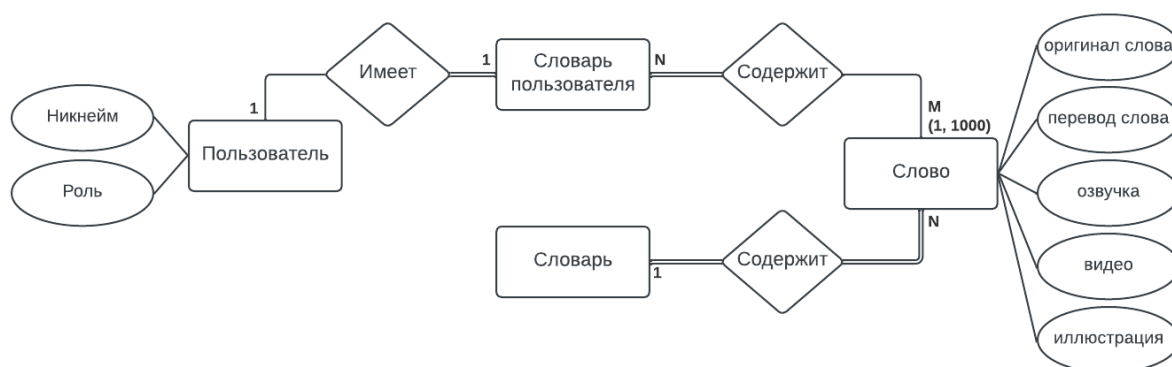 Никнейм
Роль
1
Пользователь
Имеет
1
Словарь
пользователя
N
Содержит
M
(1, 1000)
Слово
N
Словарь
1
Содержит
оригинал слова
перевод слова
озвучка
видео
иллюстрация